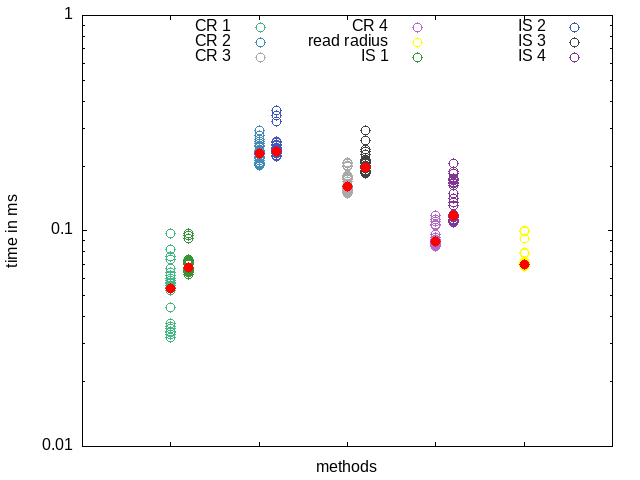 1
CR 1
CR 4
IS 2
CR 2
read radius
IS 3
CR 3
IS 1
IS 4
time in ms
0.1
0.01
methods